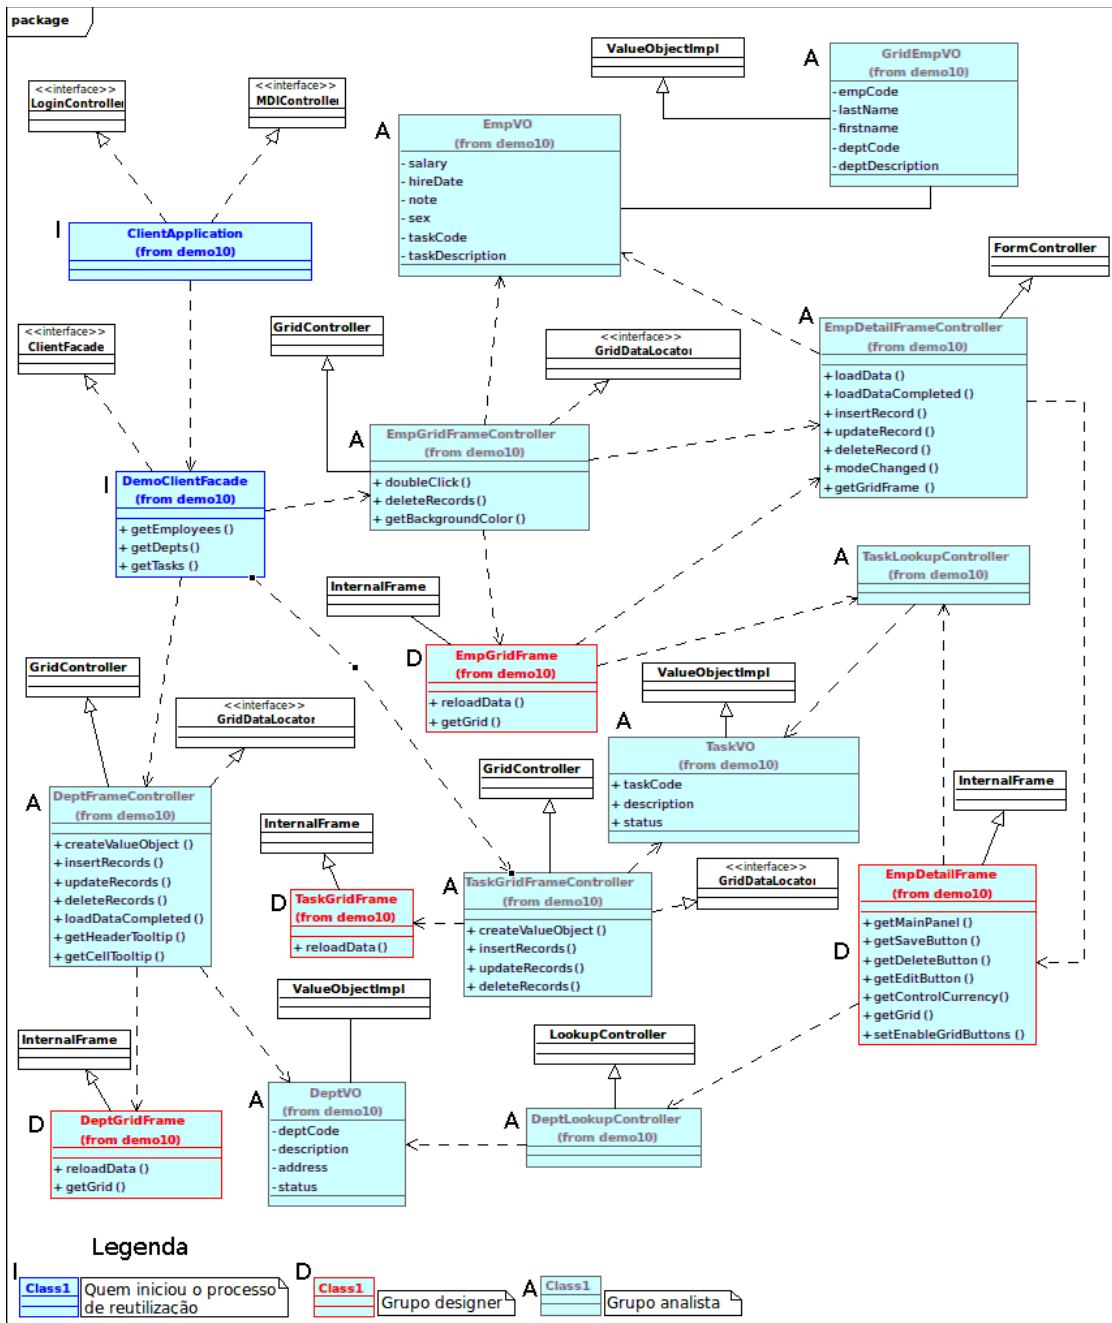 package
ValueObjectImpl
A
GridEmpVO
(from demo10)
- empCode
- lastName
- firstname
- deptCode
- deptDescription
<<interface>>
LoginController
<<interface>>
MDIController
A
EmpVO
(from demo10)
- salary
- hireDate
- note
- sex
- taskCode
- taskDescription
I
ClientApplication
(from demo10)
FormController
<<interface>>
ClientFacade
GridController
<<interface>>
GridDataLocator
A
EmpDetailFrameController
(from demo10)
+ loadData ()
+ loadDataCompleted ()
+ insertRecord ()
+ updateRecord ()
+ deleteRecord ()
+ modeChanged ()
+ getGridFrame ()
A
EmpGridFrameController
(from demo10)
+ doubleClick ()
+ deleteRecords ()
+ getBackgroundColor ()
I
DemoClientFacade
(from demo10)
+ getEmployees ()
+ getDepts ()
+ getTasks ()
A
TaskLookupController
(from demo10)
InternalFrame
D
EmpGridFrame
(from demo10)
+ reloadData ()
+ getGrid ()
GridController
<<interface>>
GridDataLocator
ValueObjectImpl
A
TaskVO
(from demo10)
+ taskCode
+ description
+ status
GridController
InternalFrame
A
DeptFrameController
(from demo10)
+ createValueObject ()
+ insertRecords ()
+ updateRecords ()
+ deleteRecords ()
+ loadDataCompleted ()
+ getHeaderTooltip ()
+ getCellTooltip ()
InternalFrame
D
TaskGridFrame
(from demo10)
+ reloadData ()
A
TaskGridFrameController
(from demo10)
+ createValueObject ()
+ insertRecords ()
+ updateRecords ()
+ deleteRecords ()
<<interface>>
GridDataLocator
D
EmpDetailFrame
(from demo10)
+ getMainPanel ()
+ getSaveButton ()
+ getDeleteButton ()
+ getEditButton ()
+ getControlCurrency()
+ getGrid ()
+ setEnableGridButtons ()
ValueObjectImpl
InternalFrame
LookupController
D
DeptGridFrame
(from demo10)
+ reloadData ()
+ getGrid ()
A
DeptVO
(from demo10)
- deptCode
- description
- address
- status
A
DeptLookupController
(from demo10)
Legenda
I
Class1
Quem iniciou o processo
de reutilização
D
Class1
Grupo designer
A
Class1
Grupo analista